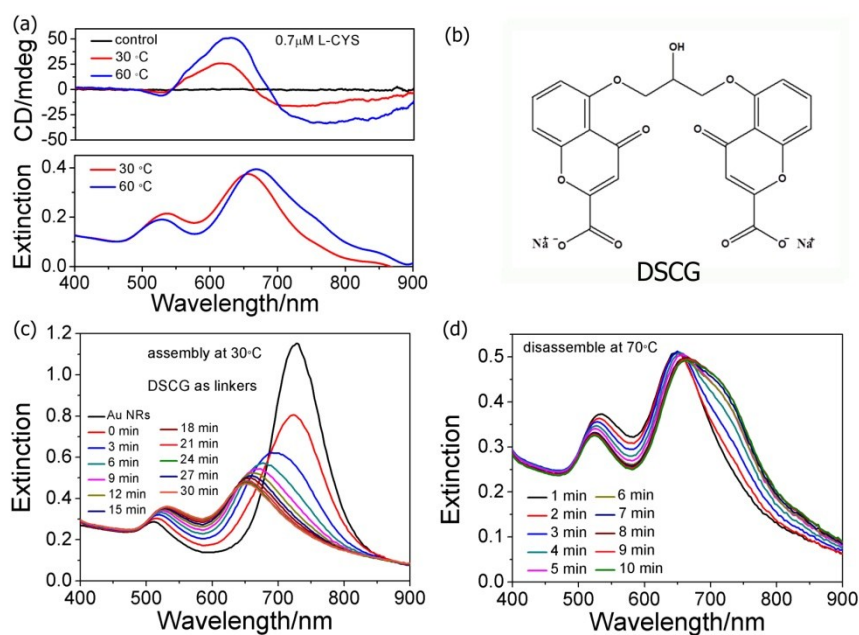 (a)
control
30 °C
60 °C
0.7μM L-CYS
CD/mdeg
50
25
0
-25
-50
30 °C
60 °C
Extinction
0.4
0.2
0.0
400 500 600 700 800 900
Wavelength/nm
(b)
OH
O O
O O
O O
Na⁺ ⁻O O O O⁻ Na⁺
DSCG
(c)
assembly at 30°C
DSCG as linkers
Au NRs
0 min
3 min
6 min
9 min
12 min
15 min
18 min
21 min
24 min
27 min
30 min
Extinction
1.2
1.0
0.8
0.6
0.4
0.2
0.0
400 500 600 700 800 900
Wavelength/nm
(d)
disassemble at 70°C
1 min
2 min
3 min
4 min
5 min
6 min
7 min
8 min
9 min
10 min
Extinction
0.5
0.4
0.3
0.2
0.1
0.0
400 500 600 700 800 900
Wavelength/nm